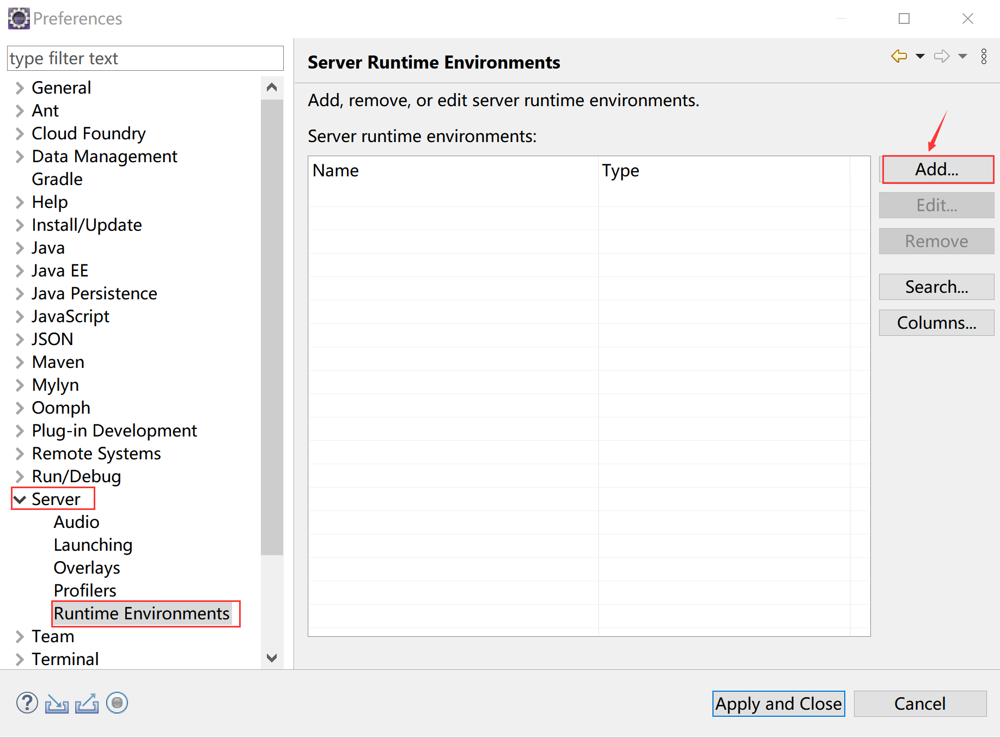 Preferences
type filter text
General
Ant
Cloud Foundry
Data Management
Gradle
Help
Install/Update
Java
Java EE
Java Persistence
JavaScript
JSON
Maven
Mylyn
Oomph
Plug-in Development
Remote Systems
Run/Debug
Server
Audio
Launching
Overlays
Profilers
Runtime Environments
Team
Terminal
Server Runtime Environments
Add, remove, or edit server runtime environments.
Server runtime environments:
Name Type
Add...
Edit...
Remove
Search...
Columns...
?
Apply and Close Cancel